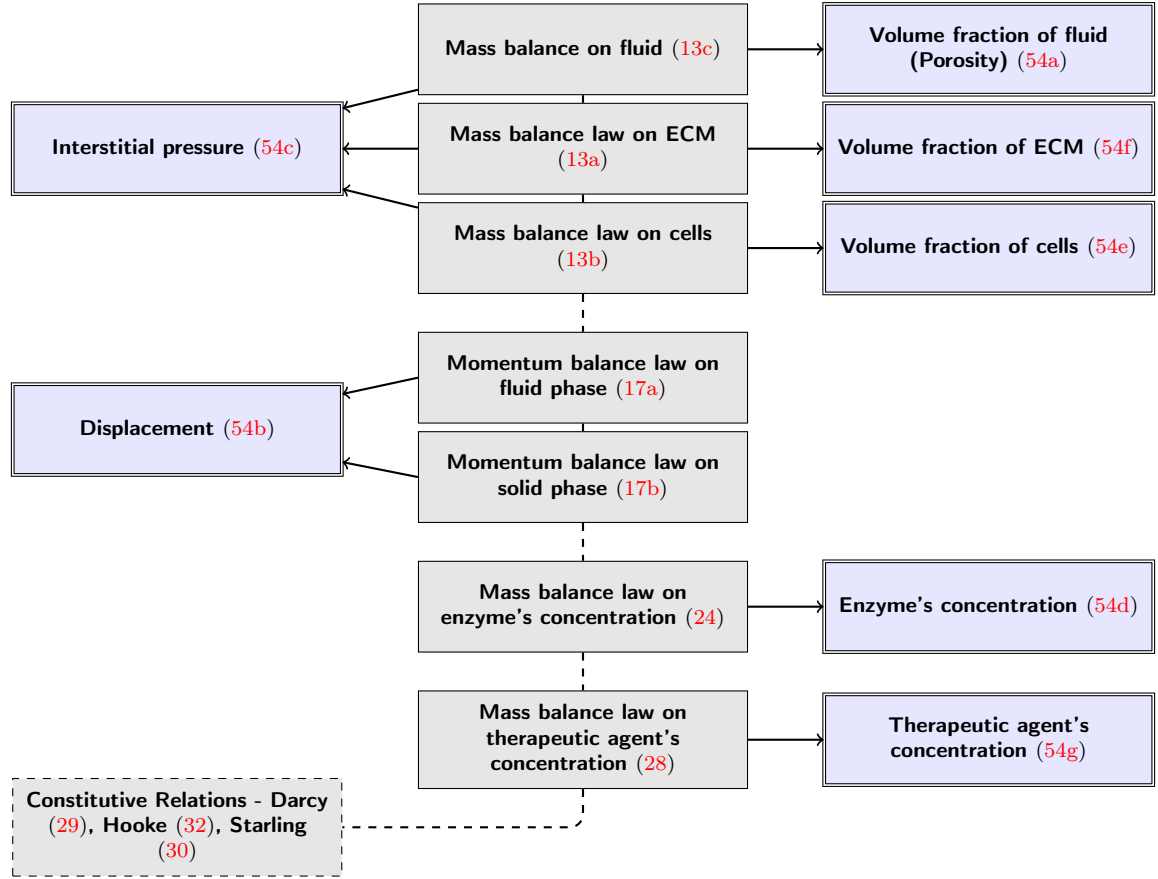 Mass balance on fluid (13c)
Volume fraction of fluid
(Porosity) (54a)
Interstitial pressure (54c)
Mass balance law on ECM
(13a)
Volume fraction of ECM (54f)
Mass balance law on cells
(13b)
Volume fraction of cells (54e)
Momentum balance law on
fluid phase (17a)
Displacement (54b)
Momentum balance law on
solid phase (17b)
Mass balance law on
enzyme's concentration (24)
Enzyme's concentration (54d)
Mass balance law on
therapeutic agent's
concentration (28)
Therapeutic agent's
concentration (54g)
Constitutive Relations - Darcy
(29), Hooke (32), Starling
(30)